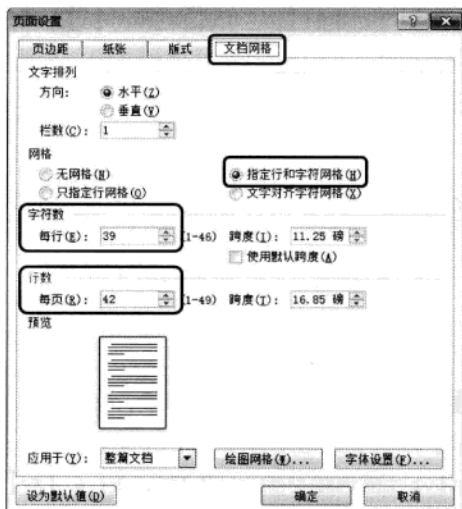 页面设置
页边距 纸张 版式 文档网格
文字排列
方向: 水平(Z)
垂直(V)
栏数(C): 1
网格
无网格(N) 指定行和字符网格(H)
只指定行网格(O) 文字对齐字符网格(X)
字符数
每行(E): 39 (1-46) 跨度(I): 11.25 磅
使用默认跨度(A)
行数
每页(R): 42 (1-49) 跨度(T): 16.85 磅
预览
应用于(Y): 整篇文档 绘图网格(W)... 字体设置(F)...
设为默认值(D) 确定 取消